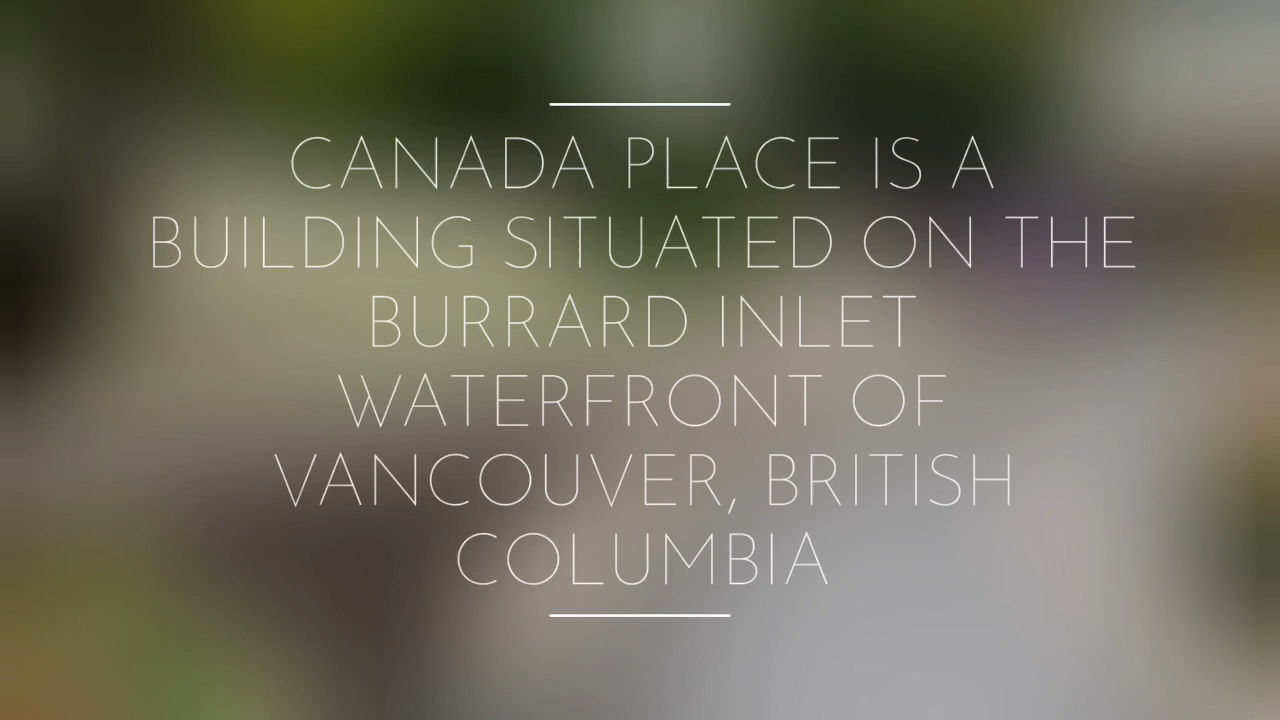 CANADA PLACE IS A
BUILDING SITUATED ON THE
BURRARD INLET
WATERFRONT OF
VANCOUVER, BRITISH
COLUMBIA